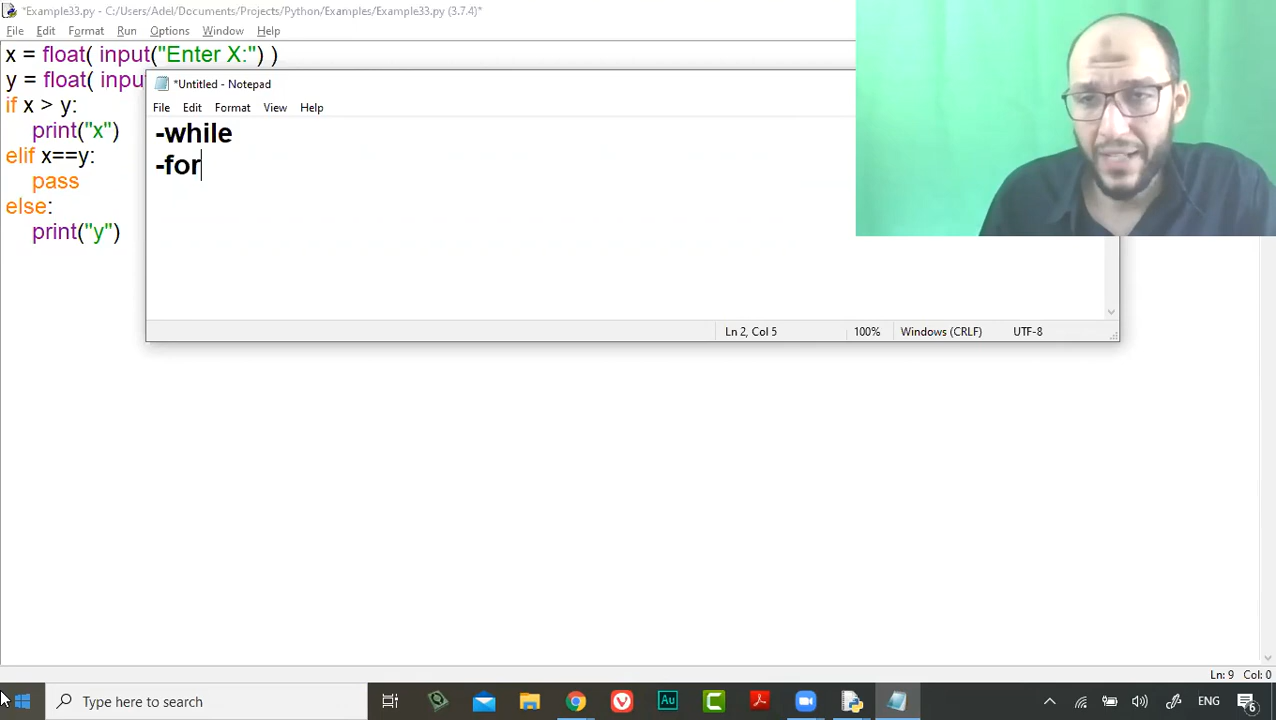 *Example33.py - C:/Users/Adel/Documents/Projects/Python/Examples/Example33.py (3.7.4)*
File Edit Format Run Options Window Help
x = float( input("Enter X:") )
y = float( inpu
if x > y:
print("x")
elif x==y:
pass
else:
print("y")
*Untitled - Notepad
File Edit Format View Help
-while
-for
Ln 2, Col 5 100% Windows (CRLF) UTF-8
Ln: 9 Col: 0
Type here to search
Au
ENG
6